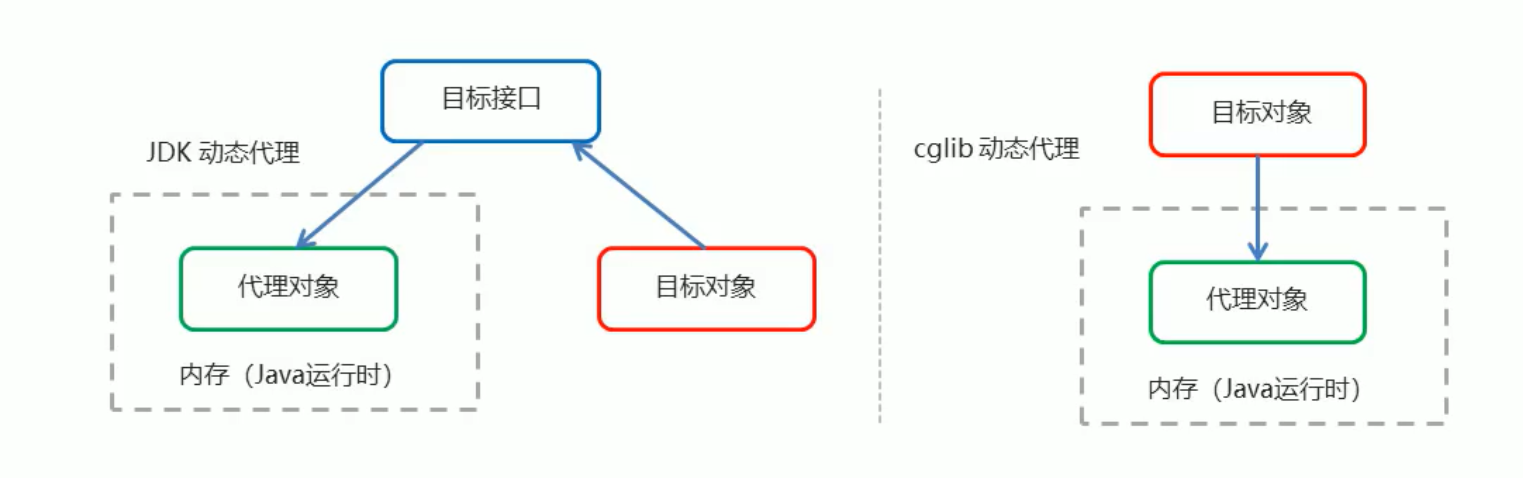 目标接口
JDK 动态代理
代理对象
目标对象
内存（Java运行时）
目标对象
cglib 动态代理
代理对象
内存（Java运行时）